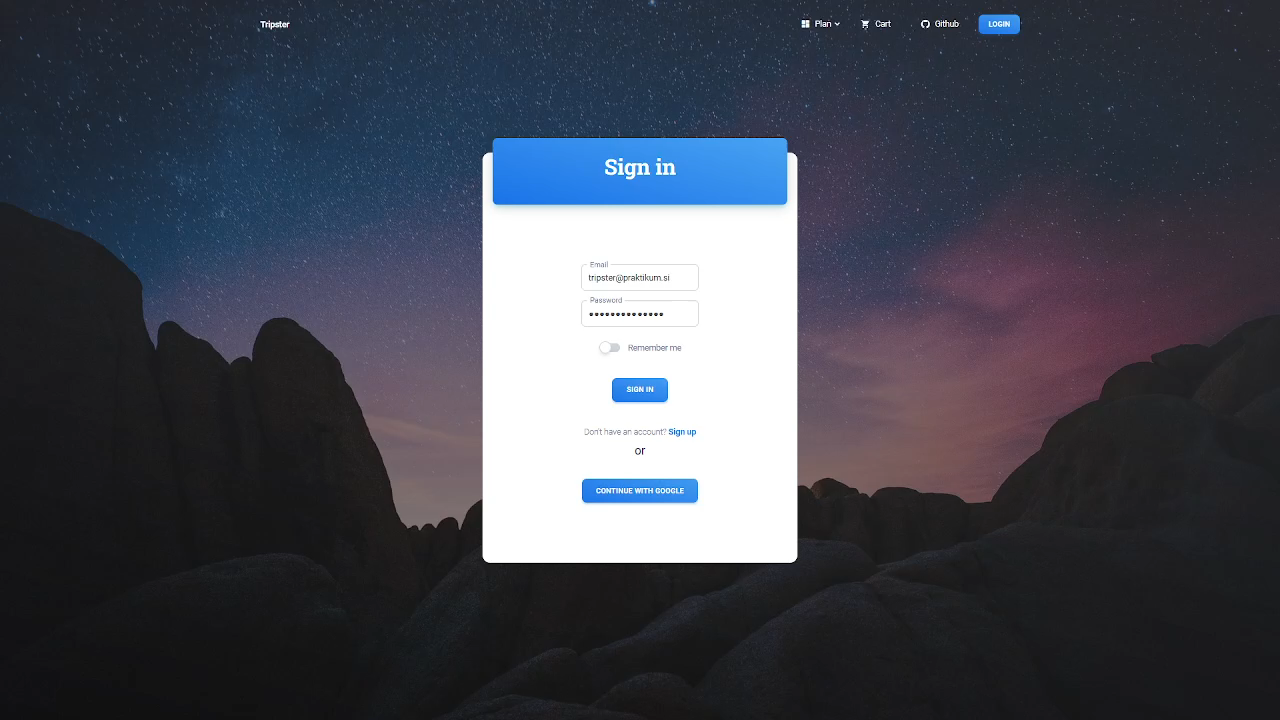 Tripster
Plan
Cart
Github
LOGIN
Sign in
Email
tripster@praktikum.si
Password
Remember me
SIGN IN
Don't have an account? Sign up
or
CONTINUE WITH GOOGLE